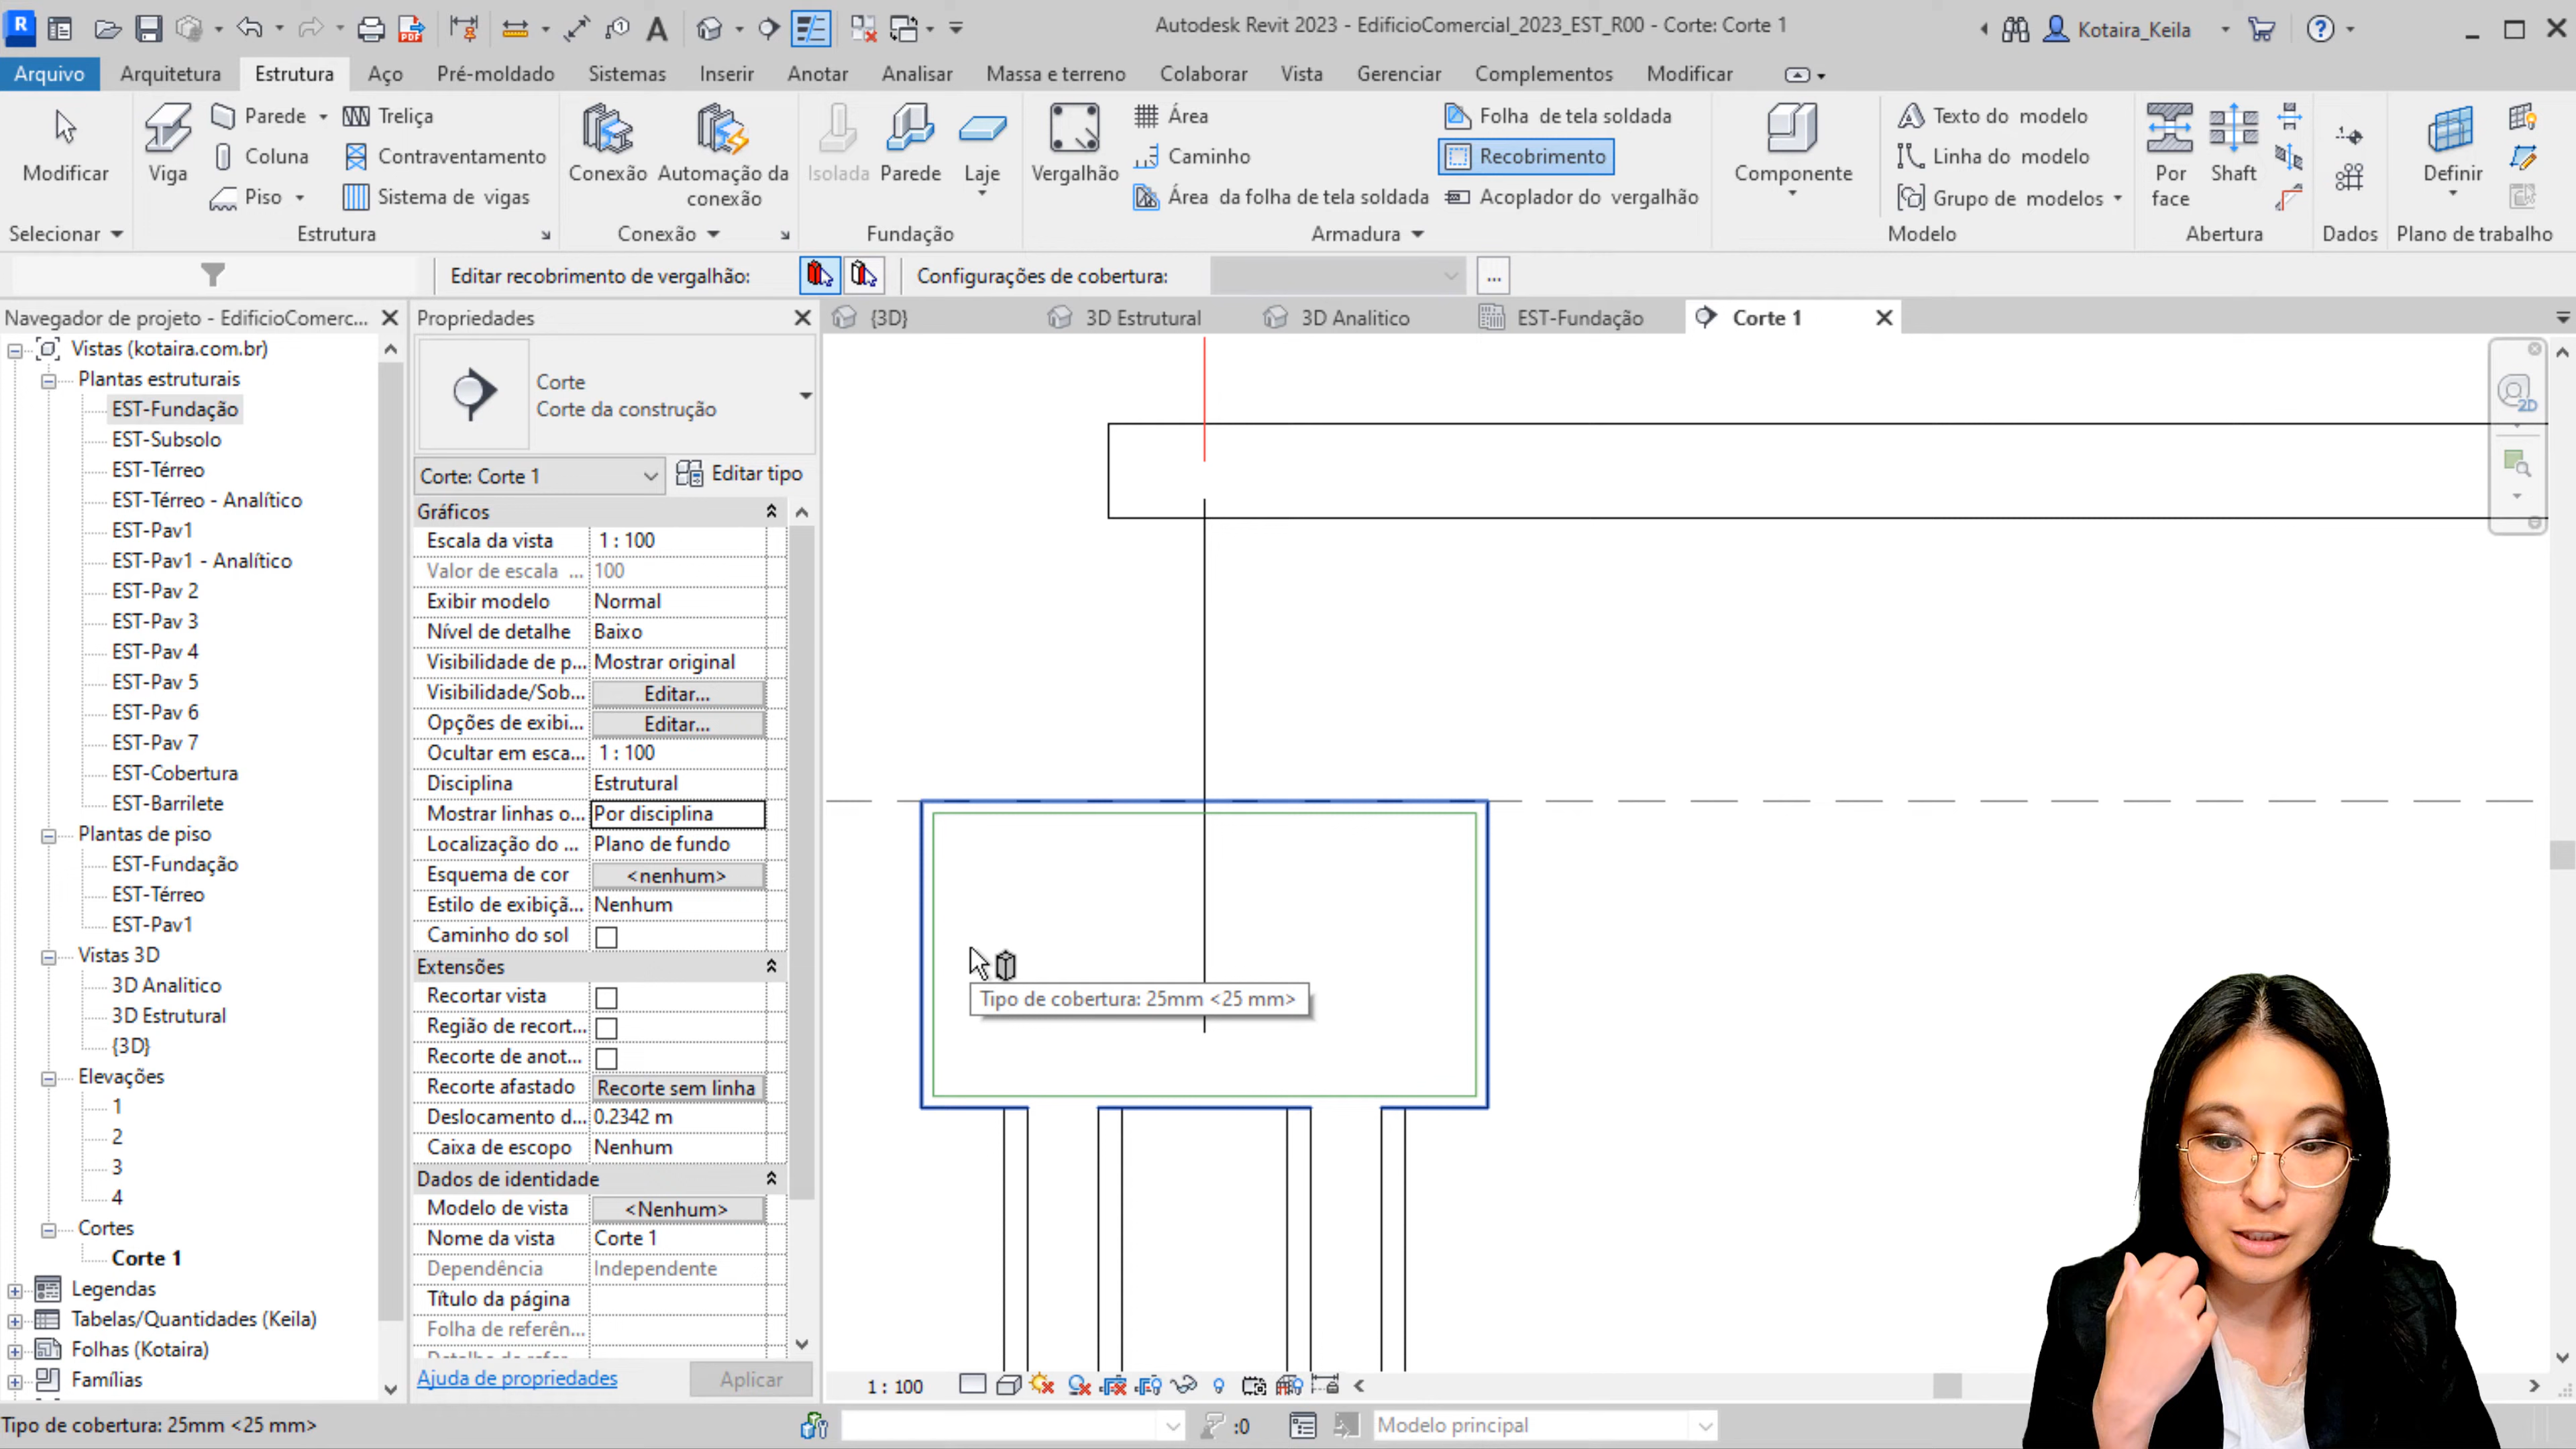 Autodesk Revit 2023 - EdificioComercial_2023_EST_R00 - Corte: Corte 1
Kotaira_Keila
Arquivo Arquitetura Estrutura Aço Pré-moldado Sistemas Inserir Anotar Analisar Massa e terreno Colaborar Vista Gerenciar Complementos Modificar
Modificar
Selecionar
Viga
Parede
Coluna
Piso
Treliça
Contraventamento
Sistema de vigas
Estrutura
Conexão
Automação da conexão
Conexão
Isolada
Parede
Laje
Fundação
Vergalhão
Área
Caminho
Área da folha de tela soldada
Folha de tela soldada
Recobrimento
Acoplador do vergalhão
Armadura
Componente
Texto do modelo
Linha do modelo
Grupo de modelos
Modelo
Por face
Shaft
Abertura
Dados
Definir
Plano de trabalho
Editar recobrimento de vergalhão:
Configurações de cobertura:
...
Navegador de projeto - EdificioComerc...
Vistas (kotaira.com.br)
Plantas estruturais
EST-Fundação
EST-Subsolo
EST-Térreo
EST-Térreo - Analítico
EST-Pav1
EST-Pav1 - Analítico
EST-Pav 2
EST-Pav 3
EST-Pav 4
EST-Pav 5
EST-Pav 6
EST-Pav 7
EST-Cobertura
EST-Barrilete
Plantas de piso
EST-Fundação
EST-Térreo
EST-Pav1
Vistas 3D
3D Analitico
3D Estrutural
{3D}
Elevações
1
2
3
4
Cortes
Corte 1
Legendas
Tabelas/Quantidades (Keila)
Folhas (Kotaira)
Famílias
Propriedades
Corte
Corte da construção
Corte: Corte 1
Editar tipo
Gráficos
Escala da vista 1 : 100
Valor de escala ... 100
Exibir modelo Normal
Nível de detalhe Baixo
Visibilidade de p... Mostrar original
Visibilidade/Sob... Editar...
Opções de exibi... Editar...
Ocultar em esca... 1 : 100
Disciplina Estrutural
Mostrar linhas o... Por disciplina
Localização do ... Plano de fundo
Esquema de cor <nenhum>
Estilo de exibiçã... Nenhum
Caminho do sol
Extensões
Recortar vista
Região de recort...
Recorte de anot...
Recorte afastado Recorte sem linha
Deslocamento d... 0.2342 m
Caixa de escopo Nenhum
Dados de identidade
Modelo de vista <Nenhum>
Nome da vista Corte 1
Dependência Independente
Título da página
Folha de referên...
Ajuda de propriedades
Aplicar
{3D}
3D Estrutural
3D Analitico
EST-Fundação
Corte 1
2D
Tipo de cobertura: 25mm <25 mm>
1 : 100
Tipo de cobertura: 25mm <25 mm>
:0
Modelo principal